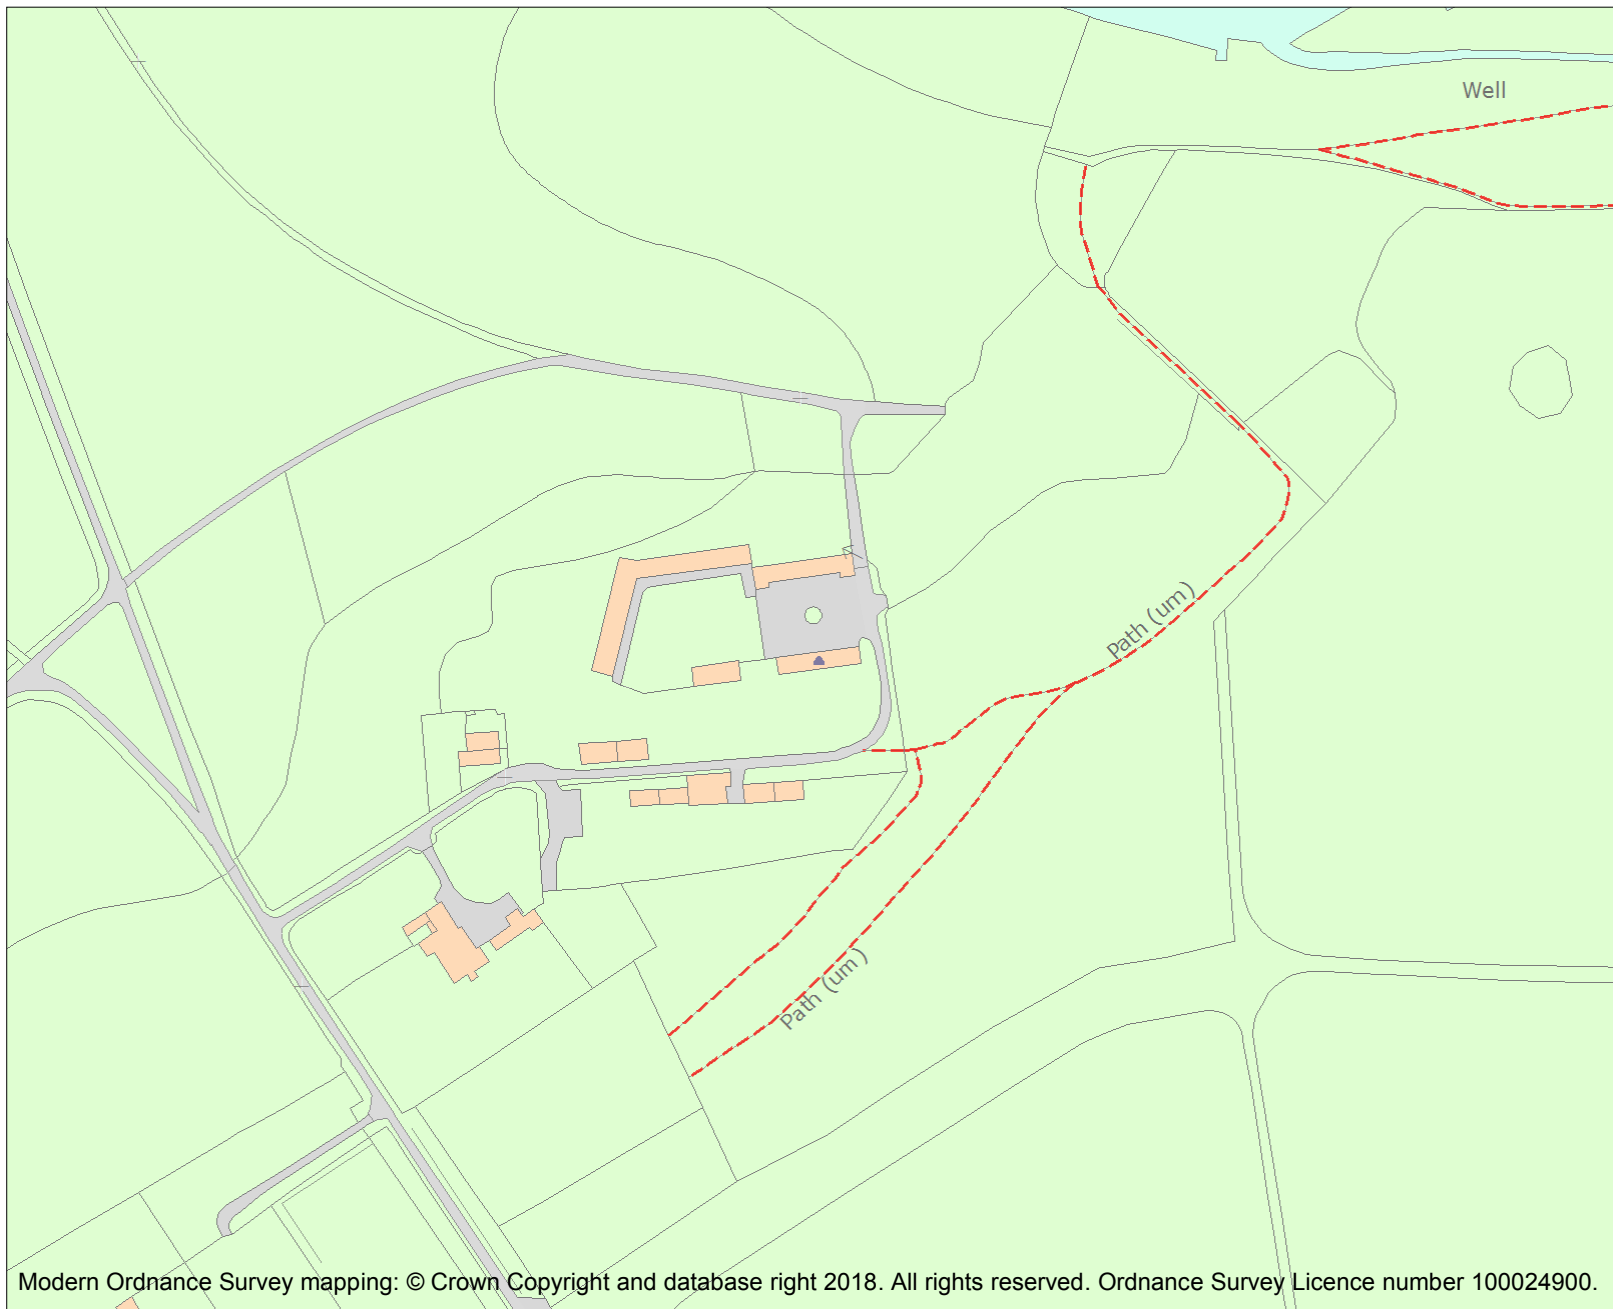 Well
Path (um)
Path (um)
Modern Ordnance Survey mapping: © Crown Copyright and database right 2018. All rights reserved. Ordnance Survey Licence number 100024900.